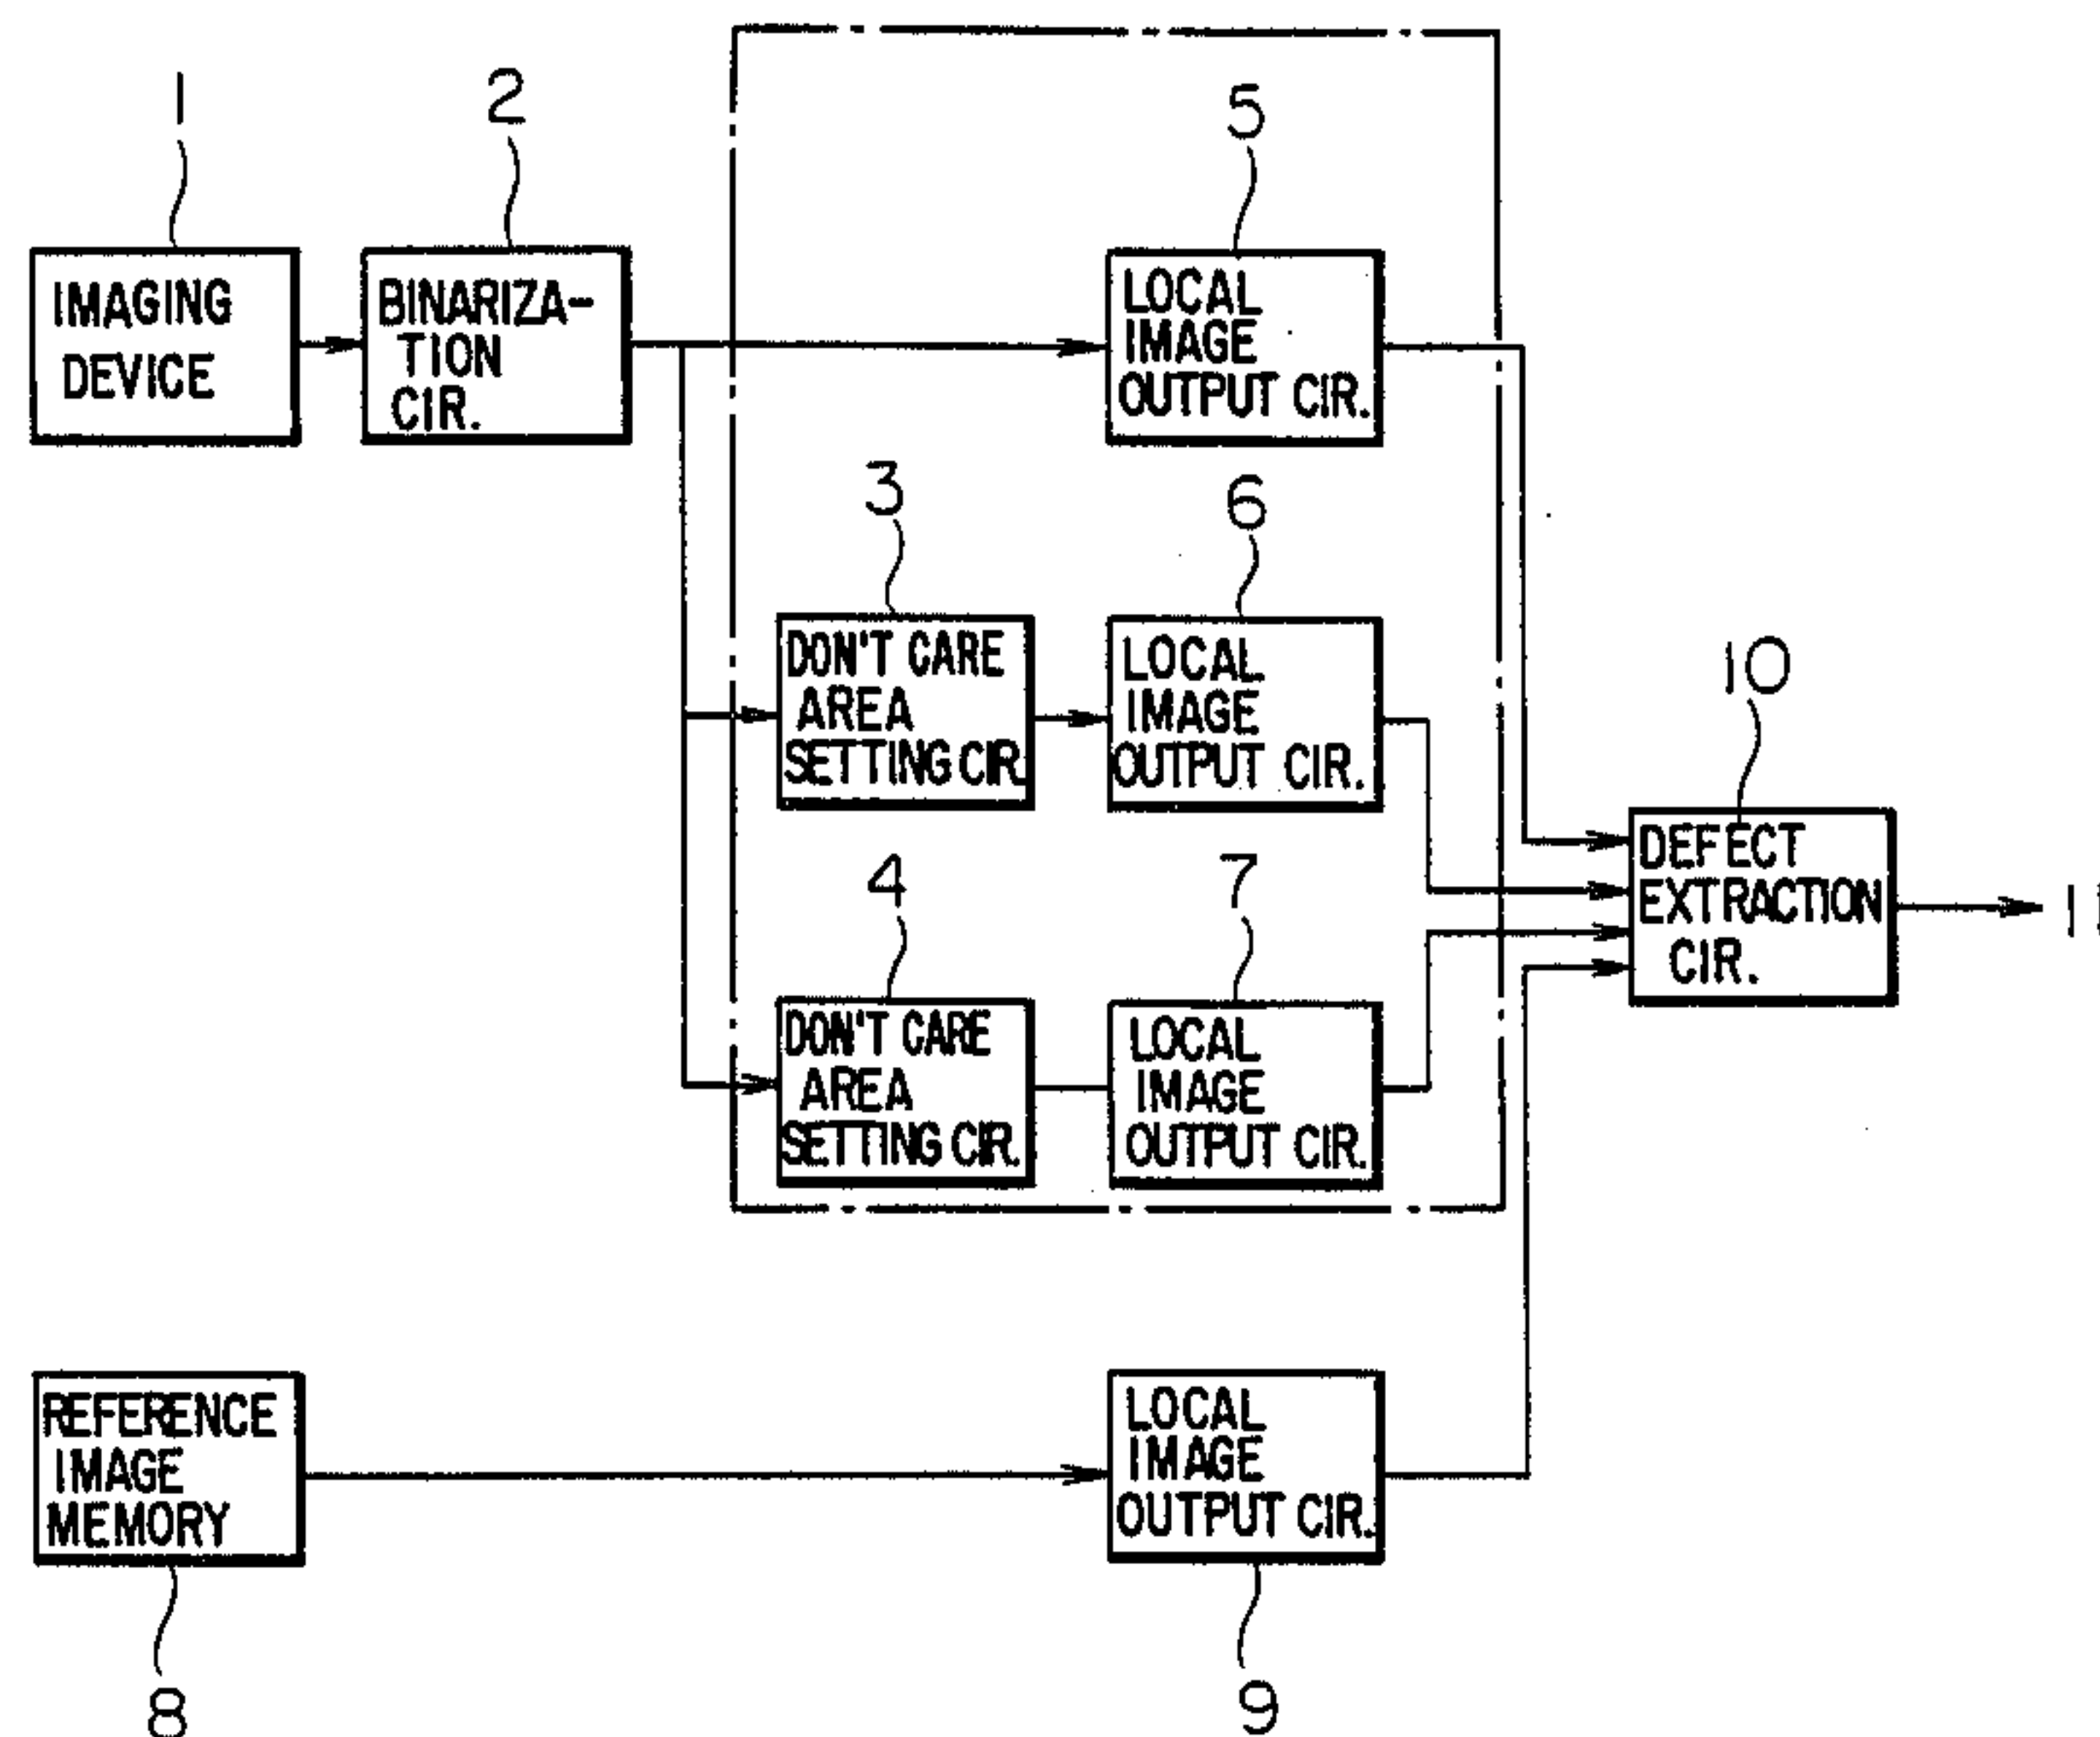 1
2
5
IMAGING
DEVICE
BINARIZA-
TION
CIR.
LOCAL
IMAGE
OUTPUT CIR.
3
6
DON'T CARE
AREA
SETTING CIR.
LOCAL
IMAGE
OUTPUT CIR.
10
DEFECT
EXTRACTION
CIR.
11
4
7
DON'T CARE
AREA
SETTING CIR.
LOCAL
IMAGE
OUTPUT CIR.
REFERENCE
IMAGE
MEMORY
LOCAL
IMAGE
OUTPUT CIR.
8
9